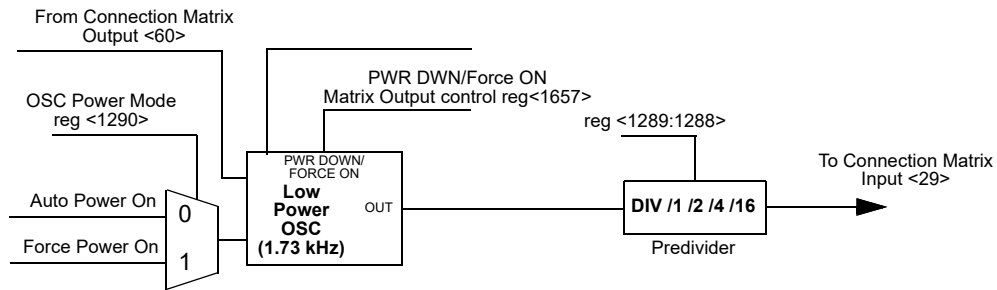 From Connection Matrix
Output <60>
PWR DWN/Force ON
Matrix Output control reg<1657>
OSC Power Mode
reg <1290>
reg <1289:1288>
To Connection Matrix
Input <29>
PWR DOWN/
FORCE ON
Low
Power
OSC
(1.73 kHz)
OUT
Auto Power On
0
Force Power On
1
DIV /1 /2 /4 /16
Predivider